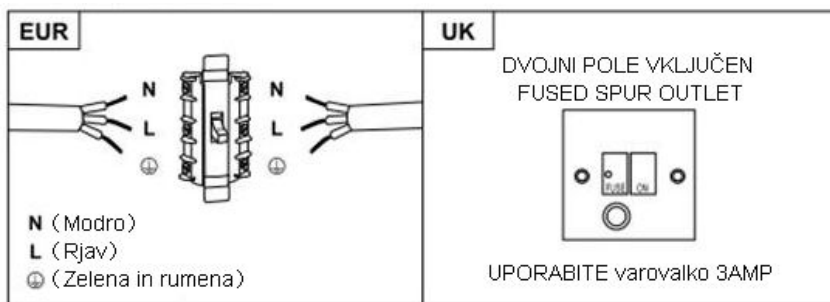 EUR
N
L
N
L
N (Modro)
L (Rjav)
(Zelena in rumena)
UK
DVOJNI POLE VKLJUČEN
FUSED SPUR OUTLET
FUSE
ON
UPORABITE varovalko 3AMP